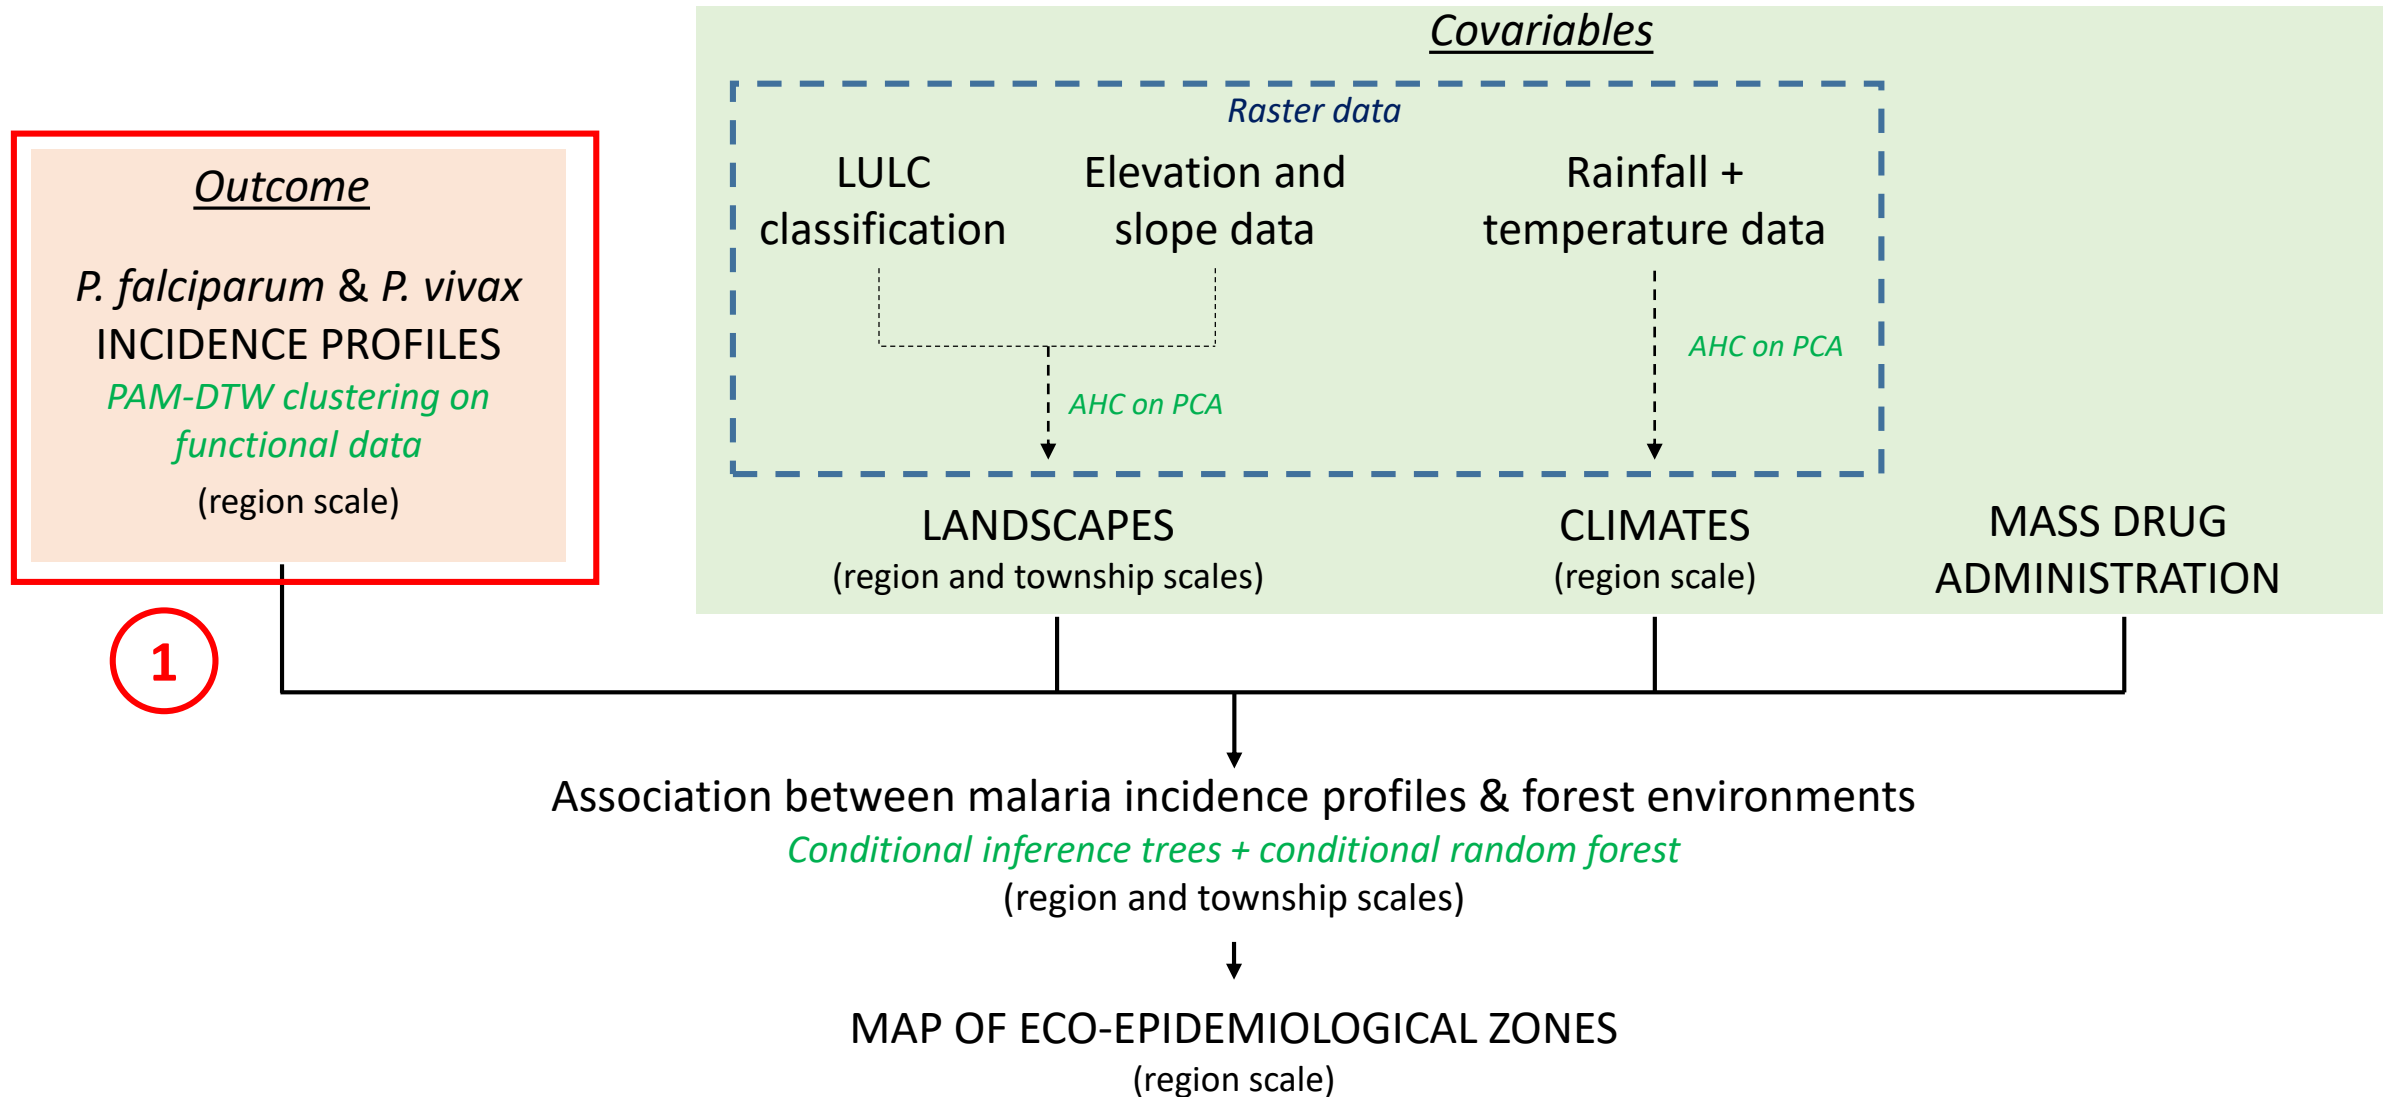 Outcome
P. falciparum & P. vivax
INCIDENCE PROFILES
PAM-DTW clustering on
functional data
(region scale)
1
Covariables
Raster data
LULC
classification
Elevation and
slope data
Rainfall +
temperature data
AHC on PCA
AHC on PCA
LANDSCAPES
(region and township scales)
CLIMATES
(region scale)
MASS DRUG
ADMINISTRATION
Association between malaria incidence profiles & forest environments
Conditional inference trees + conditional random forest
(region and township scales)
MAP OF ECO-EPIDEMIOLOGICAL ZONES
(region scale)